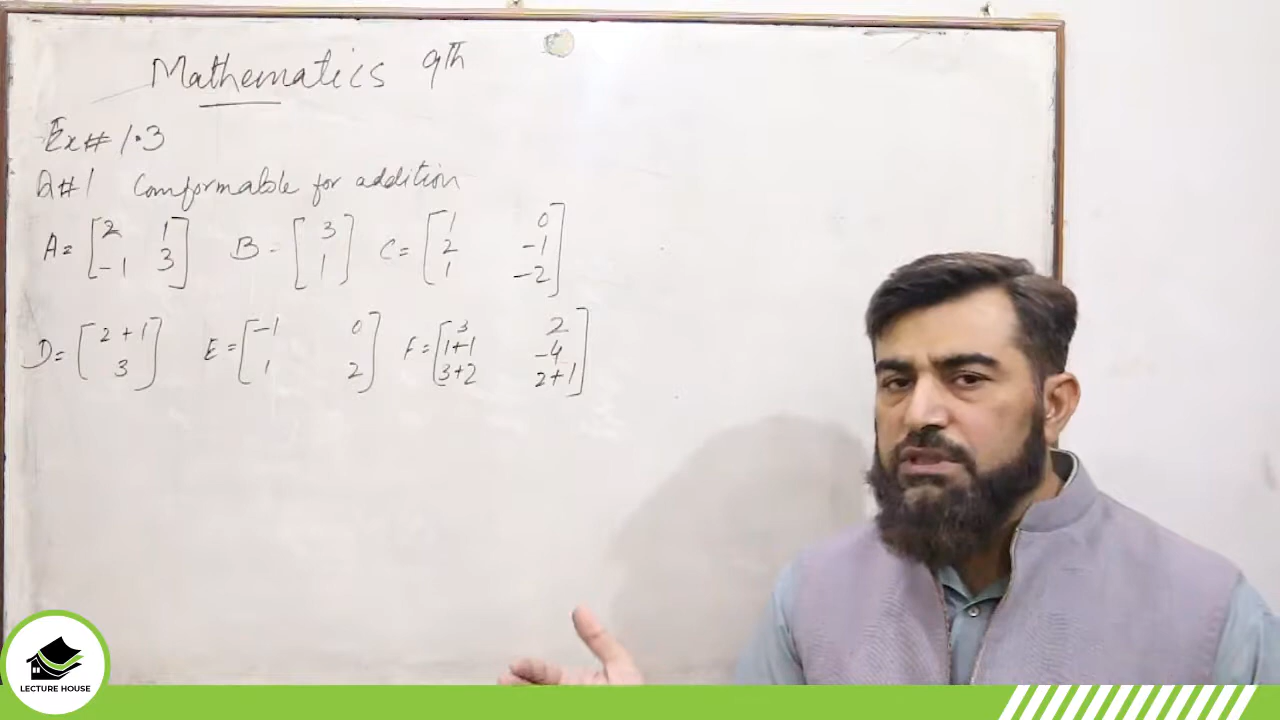 Mathematics 9th
Ex# 1.3
Q#1 Comformable for addition
A= [2 1 B - [3 C= [1 0
-1 3] 1] 2 -1
1 -2]
D= [2+1 E= [-1 0 F= [3 2
3] 1 2] 1+1 -4
3+2 2+1]
LECTURE HOUSE